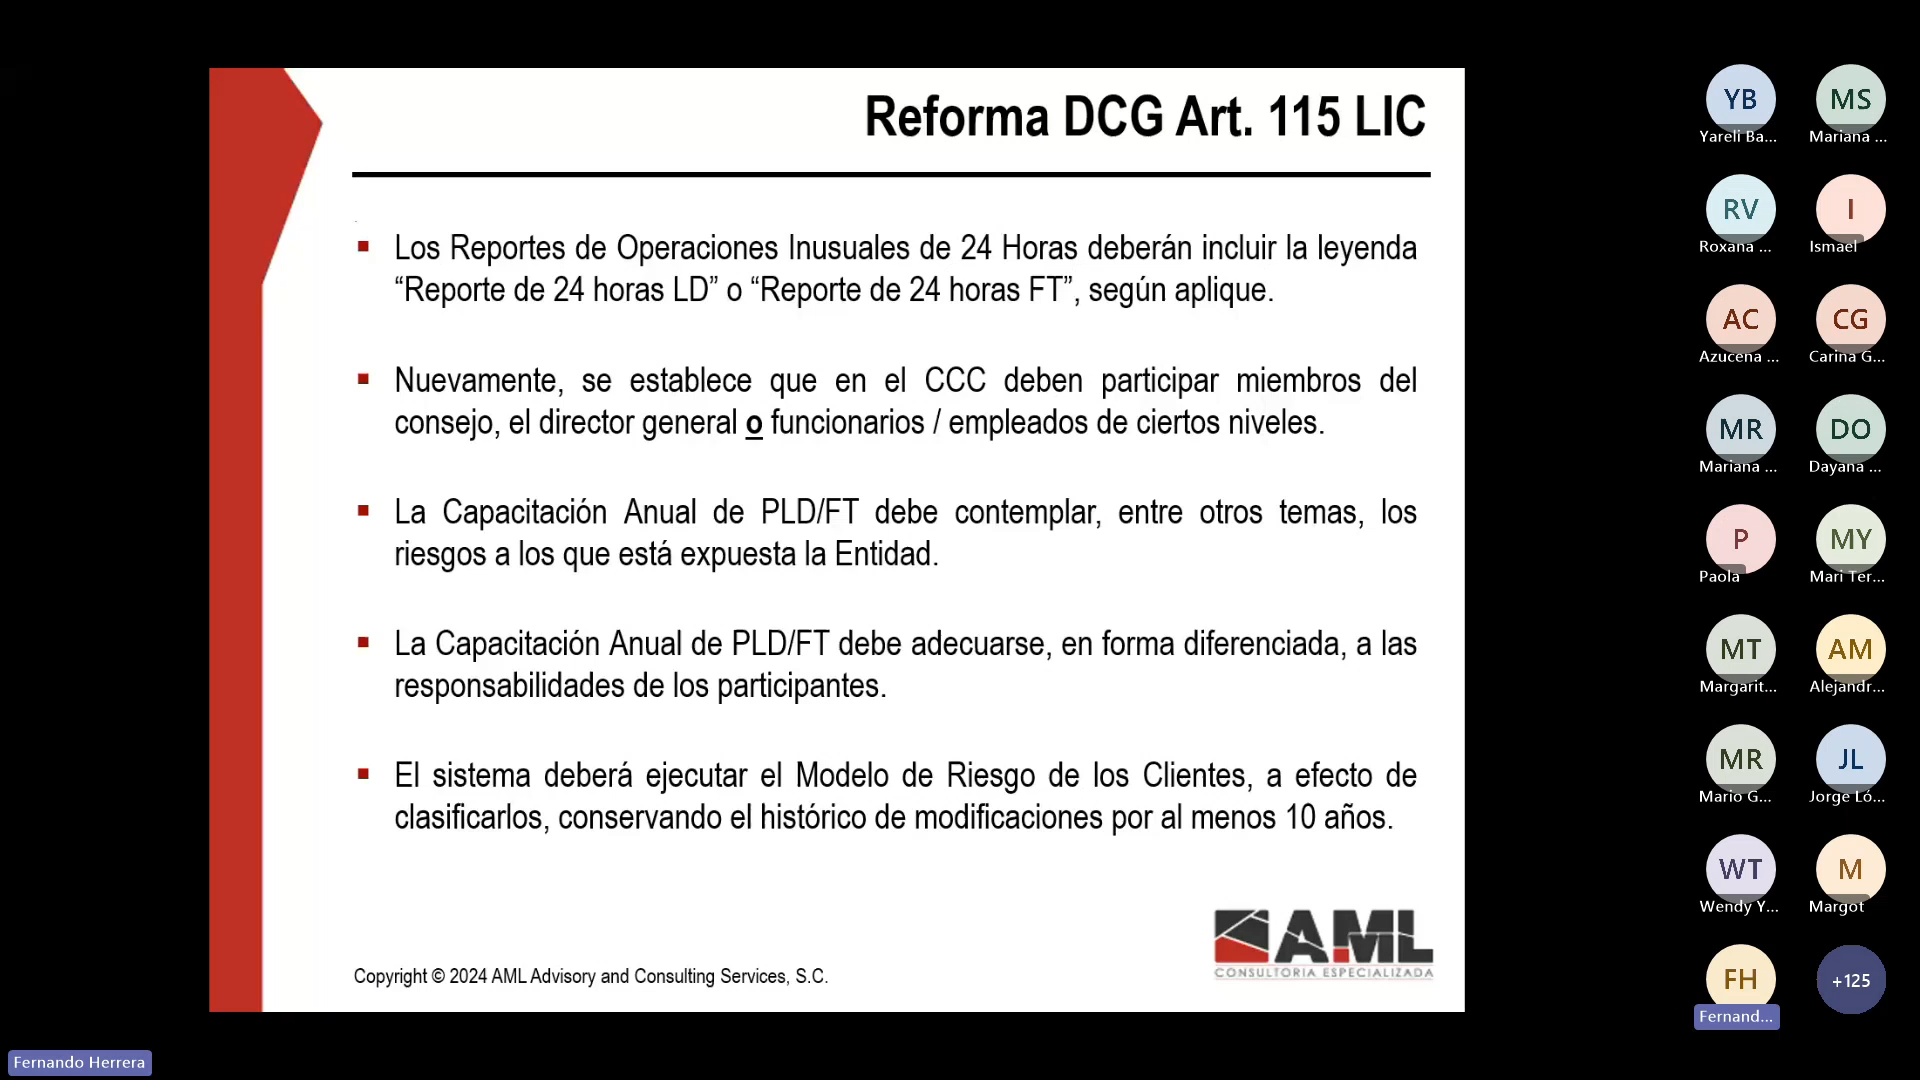 Reforma DCG Art. 115 LIC
▪ Los Reportes de Operaciones Inusuales de 24 Horas deberán incluir la leyenda
“Reporte de 24 horas LD” o “Reporte de 24 horas FT”, según aplique.
▪ Nuevamente, se establece que en el CCC deben participar miembros del
consejo, el director general o funcionarios / empleados de ciertos niveles.
▪ La Capacitación Anual de PLD/FT debe contemplar, entre otros temas, los
riesgos a los que está expuesta la Entidad.
▪ La Capacitación Anual de PLD/FT debe adecuarse, en forma diferenciada, a las
responsabilidades de los participantes.
▪ El sistema deberá ejecutar el Modelo de Riesgo de los Clientes, a efecto de
clasificarlos, conservando el histórico de modificaciones por al menos 10 años.
AML
CONSULTORIA ESPECIALIZADA
Copyright © 2024 AML Advisory and Consulting Services, S.C.
Fernando Herrera
YB
Yareli Ba...
MS
Mariana ...
RV
Roxana ...
I
Ismael
AC
Azucena ...
CG
Carina G...
MR
Mariana ...
DO
Dayana ...
P
Paola
MY
Mari Ter...
MT
Margarit...
AM
Alejandr...
MR
Mario G...
JL
Jorge Ló...
WT
Wendy Y...
M
Margot
FH
Fernand...
+125